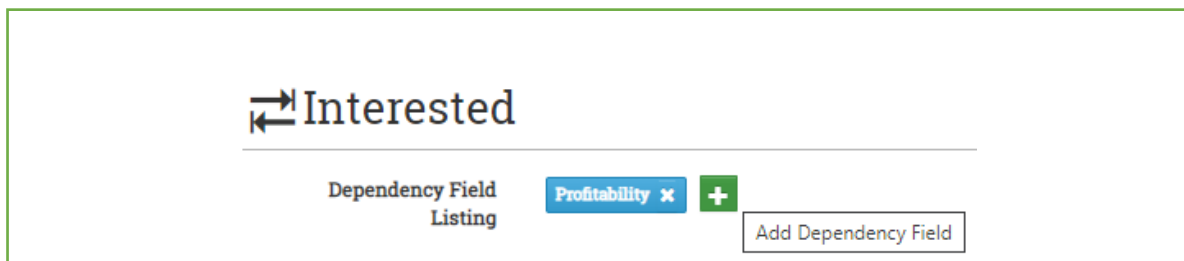 Interested
Dependency Field
Listing
Profitability
Add Dependency Field